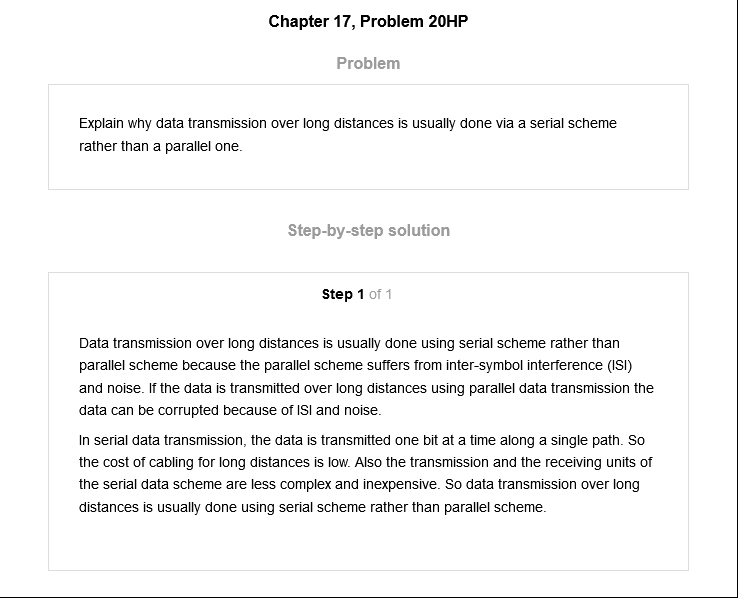 Chapter 17, Problem 20HP
Problem
Explain why data transmission over long distances is usually done via a serial scheme
rather than a parallel one.
Step-by-step solution
Step 1 of 1
Data transmission over long distances is usually done using serial scheme rather than
parallel scheme because the parallel scheme suffers from inter-symbol interference (ISI)
and noise. If the data is transmitted over long distances using parallel data transmission the
data can be corrupted because of ISI and noise.
In serial data transmission, the data is transmitted one bit at a time along a single path. So
the cost of cabling for long distances is low. Also the transmission and the receiving units of
the serial data scheme are less complex and inexpensive. So data transmission over long
distances is usually done using serial scheme rather than parallel scheme.